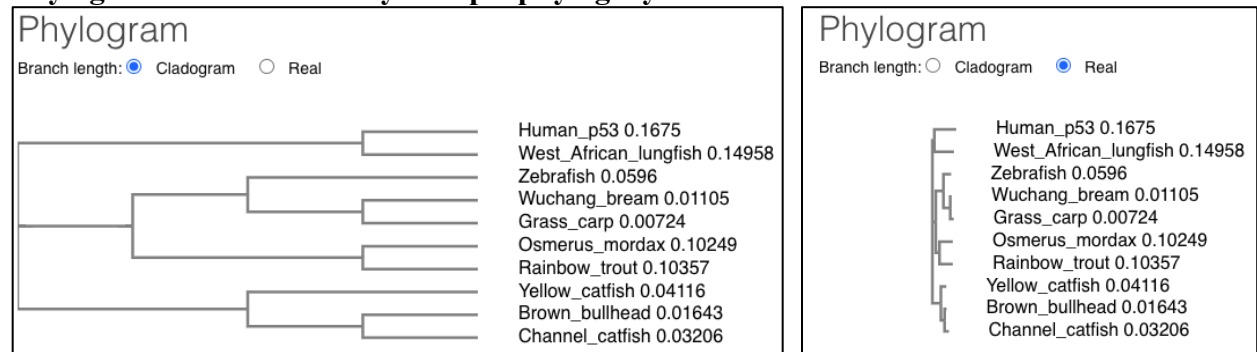 Phylogram
Branch length: Cladogram Real
Human_p53 0.1675
West_African_lungfish 0.14958
Zebrafish 0.0596
Wuchang_bream 0.01105
Grass_carp 0.00724
Osmerus_mordax 0.10249
Rainbow_trout 0.10357
Yellow_catfish 0.04116
Brown_bullhead 0.01643
Channel_catfish 0.03206
Phylogram
Branch length: Cladogram Real
Human_p53 0.1675
West_African_lungfish 0.14958
Zebrafish 0.0596
Wuchang_bream 0.01105
Grass_carp 0.00724
Osmerus_mordax 0.10249
Rainbow_trout 0.10357
Yellow_catfish 0.04116
Brown_bullhead 0.01643
Channel_catfish 0.03206